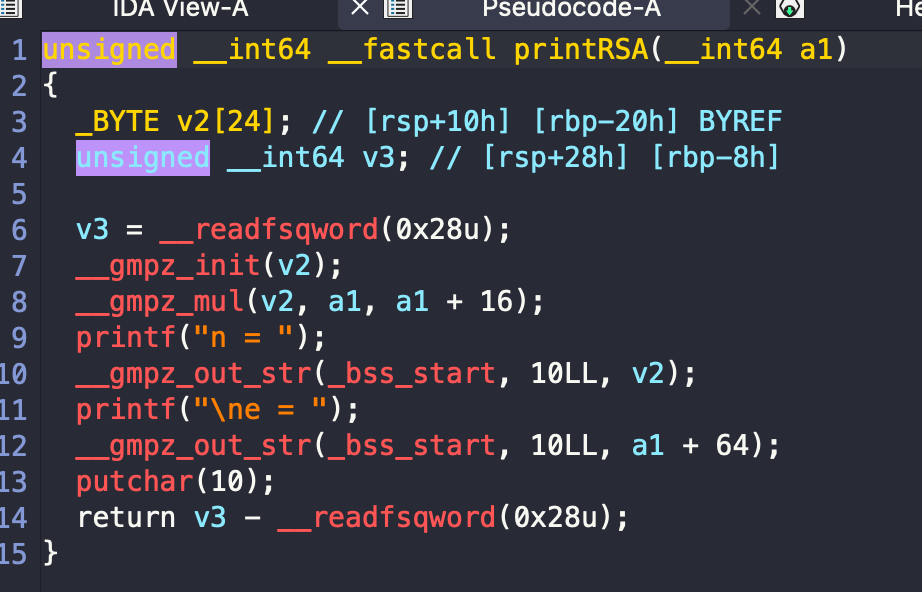 IDA View-A Pseudocode-A He
1 unsigned __int64 __fastcall printRSA(__int64 a1)
2 {
3 _BYTE v2[24]; // [rsp+10h] [rbp-20h] BYREF
4 unsigned __int64 v3; // [rsp+28h] [rbp-8h]
5
6 v3 = __readfsqword(0x28u);
7 __gmpz_init(v2);
8 __gmpz_mul(v2, a1, a1 + 16);
9 printf("n = ");
10 __gmpz_out_str(_bss_start, 10LL, v2);
11 printf("\ne = ");
12 __gmpz_out_str(_bss_start, 10LL, a1 + 64);
13 putchar(10);
14 return v3 - __readfsqword(0x28u);
15 }